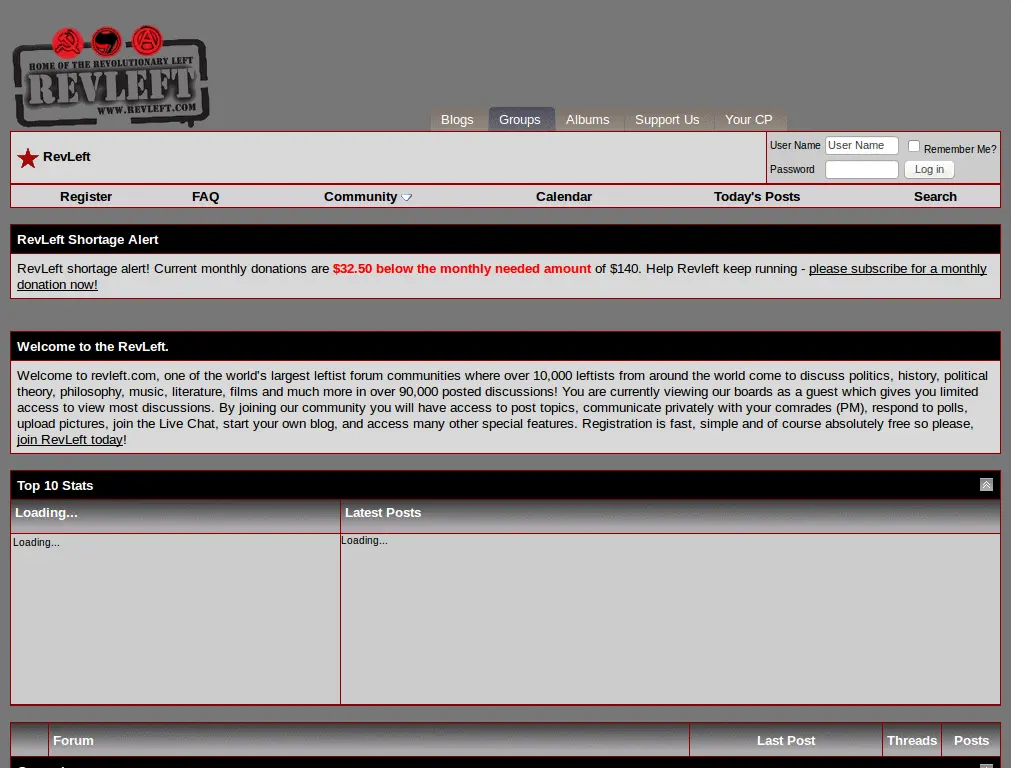 HOME OF THE REVOLUTIONARY LEFT
REVLEFT
WWW.REVLEFT.COM
Blogs Groups Albums Support Us Your CP
RevLeft
User Name User Name Remember Me?
Password Log in
Register FAQ Community Calendar Today's Posts Search
RevLeft Shortage Alert
RevLeft shortage alert! Current monthly donations are $32.50 below the monthly needed amount of $140. Help Revleft keep running - please subscribe for a monthly
donation now!
Welcome to the RevLeft.
Welcome to revleft.com, one of the world's largest leftist forum communities where over 10,000 leftists from around the world come to discuss politics, history, political
theory, philosophy, music, literature, films and much more in over 90,000 posted discussions! You are currently viewing our boards as a guest which gives you limited
access to view most discussions. By joining our community you will have access to post topics, communicate privately with your comrades (PM), respond to polls,
upload pictures, join the Live Chat, start your own blog, and access many other special features. Registration is fast, simple and of course absolutely free so please,
join RevLeft today!
Top 10 Stats
Loading... Latest Posts
Loading... Loading...
Forum Last Post Threads Posts